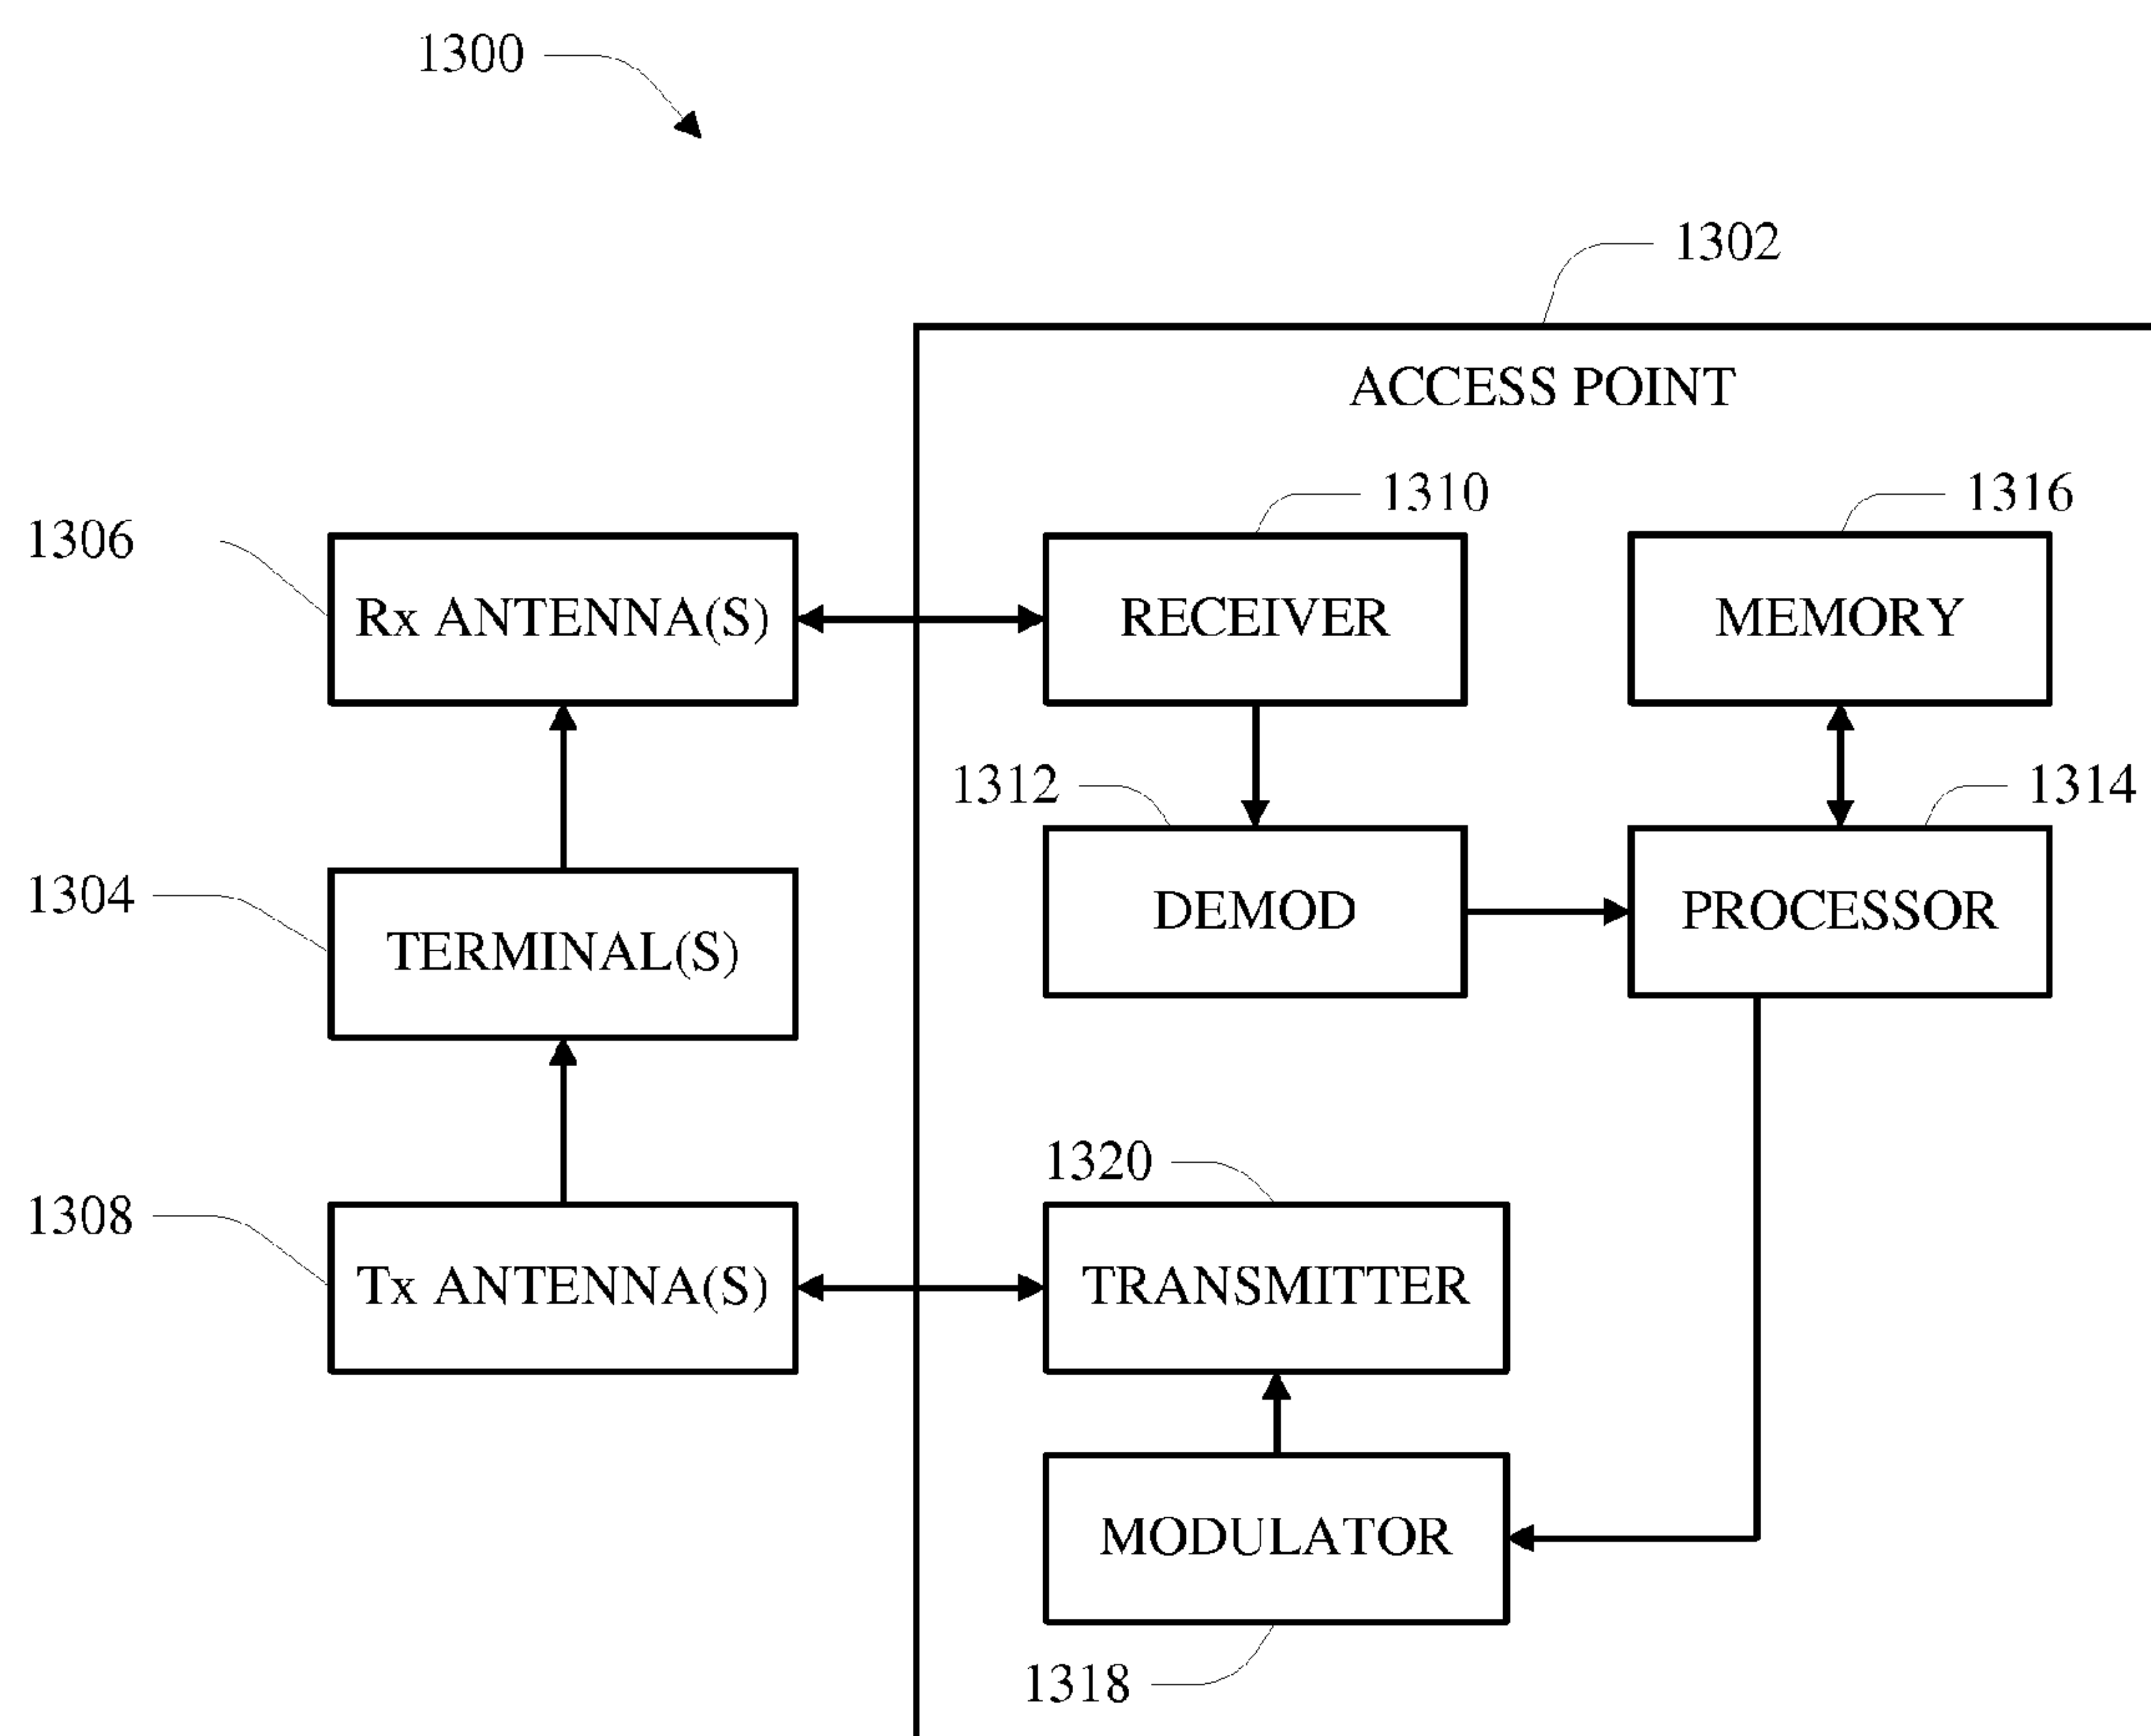 1300
1302
ACCESS POINT
1310
1316
1306
Rx ANTENNA(S)
RECEIVER
MEMORY
1312
1314
1304
TERMINAL(S)
DEMOD
PROCESSOR
1320
1308
Tx ANTENNA(S)
TRANSMITTER
MODULATOR
1318